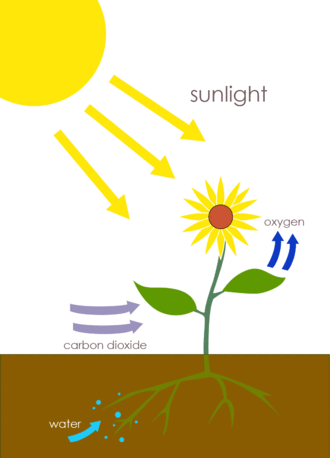 sunlight
oxygen
carbon dioxide
water